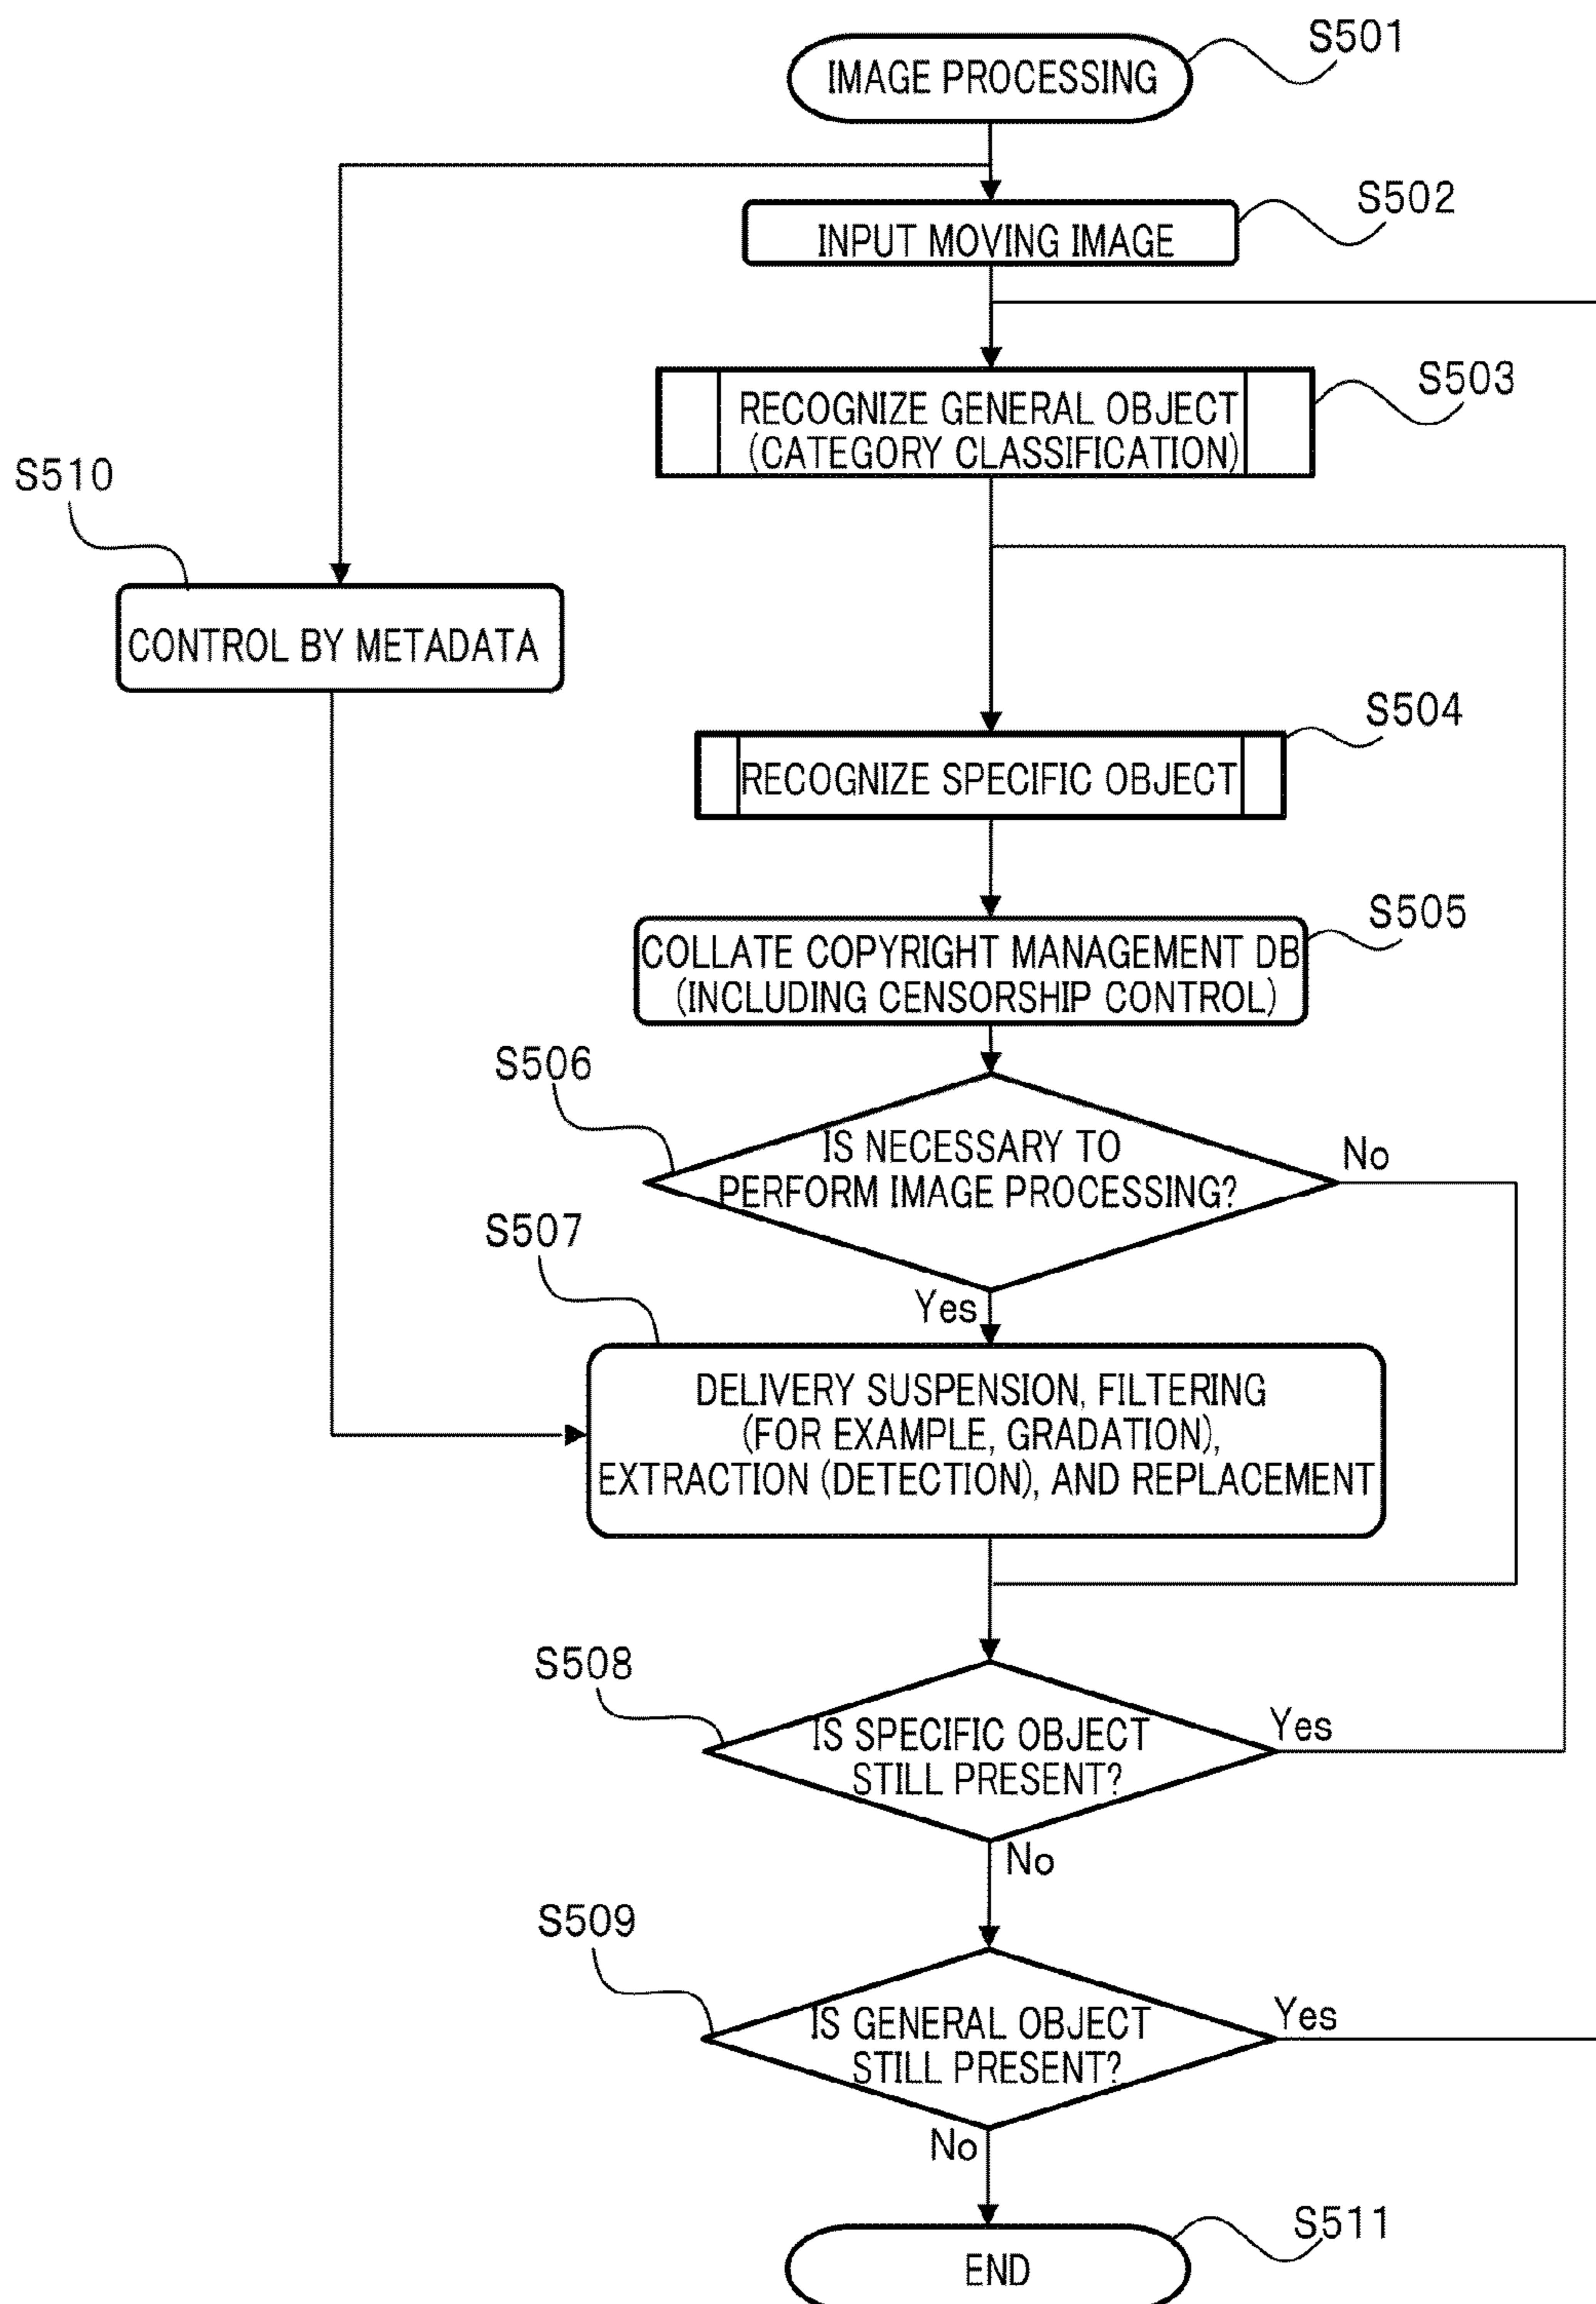 S501
IMAGE PROCESSING
S502
INPUT MOVING IMAGE
S503
RECOGNIZE GENERAL OBJECT
(CATEGORY CLASSIFICATION)
S510
CONTROL BY METADATA
S504
RECOGNIZE SPECIFIC OBJECT
S505
COLLATE COPYRIGHT MANAGEMENT DB
(INCLUDING CENSORSHIP CONTROL)
S506
IS NECESSARY TO
PERFORM IMAGE PROCESSING?
No
Yes
S507
DELIVERY SUSPENSION, FILTERING
(FOR EXAMPLE, GRADATION),
EXTRACTION (DETECTION), AND REPLACEMENT
S508
IS SPECIFIC OBJECT
STILL PRESENT?
Yes
No
S509
IS GENERAL OBJECT
STILL PRESENT?
Yes
No
S511
END